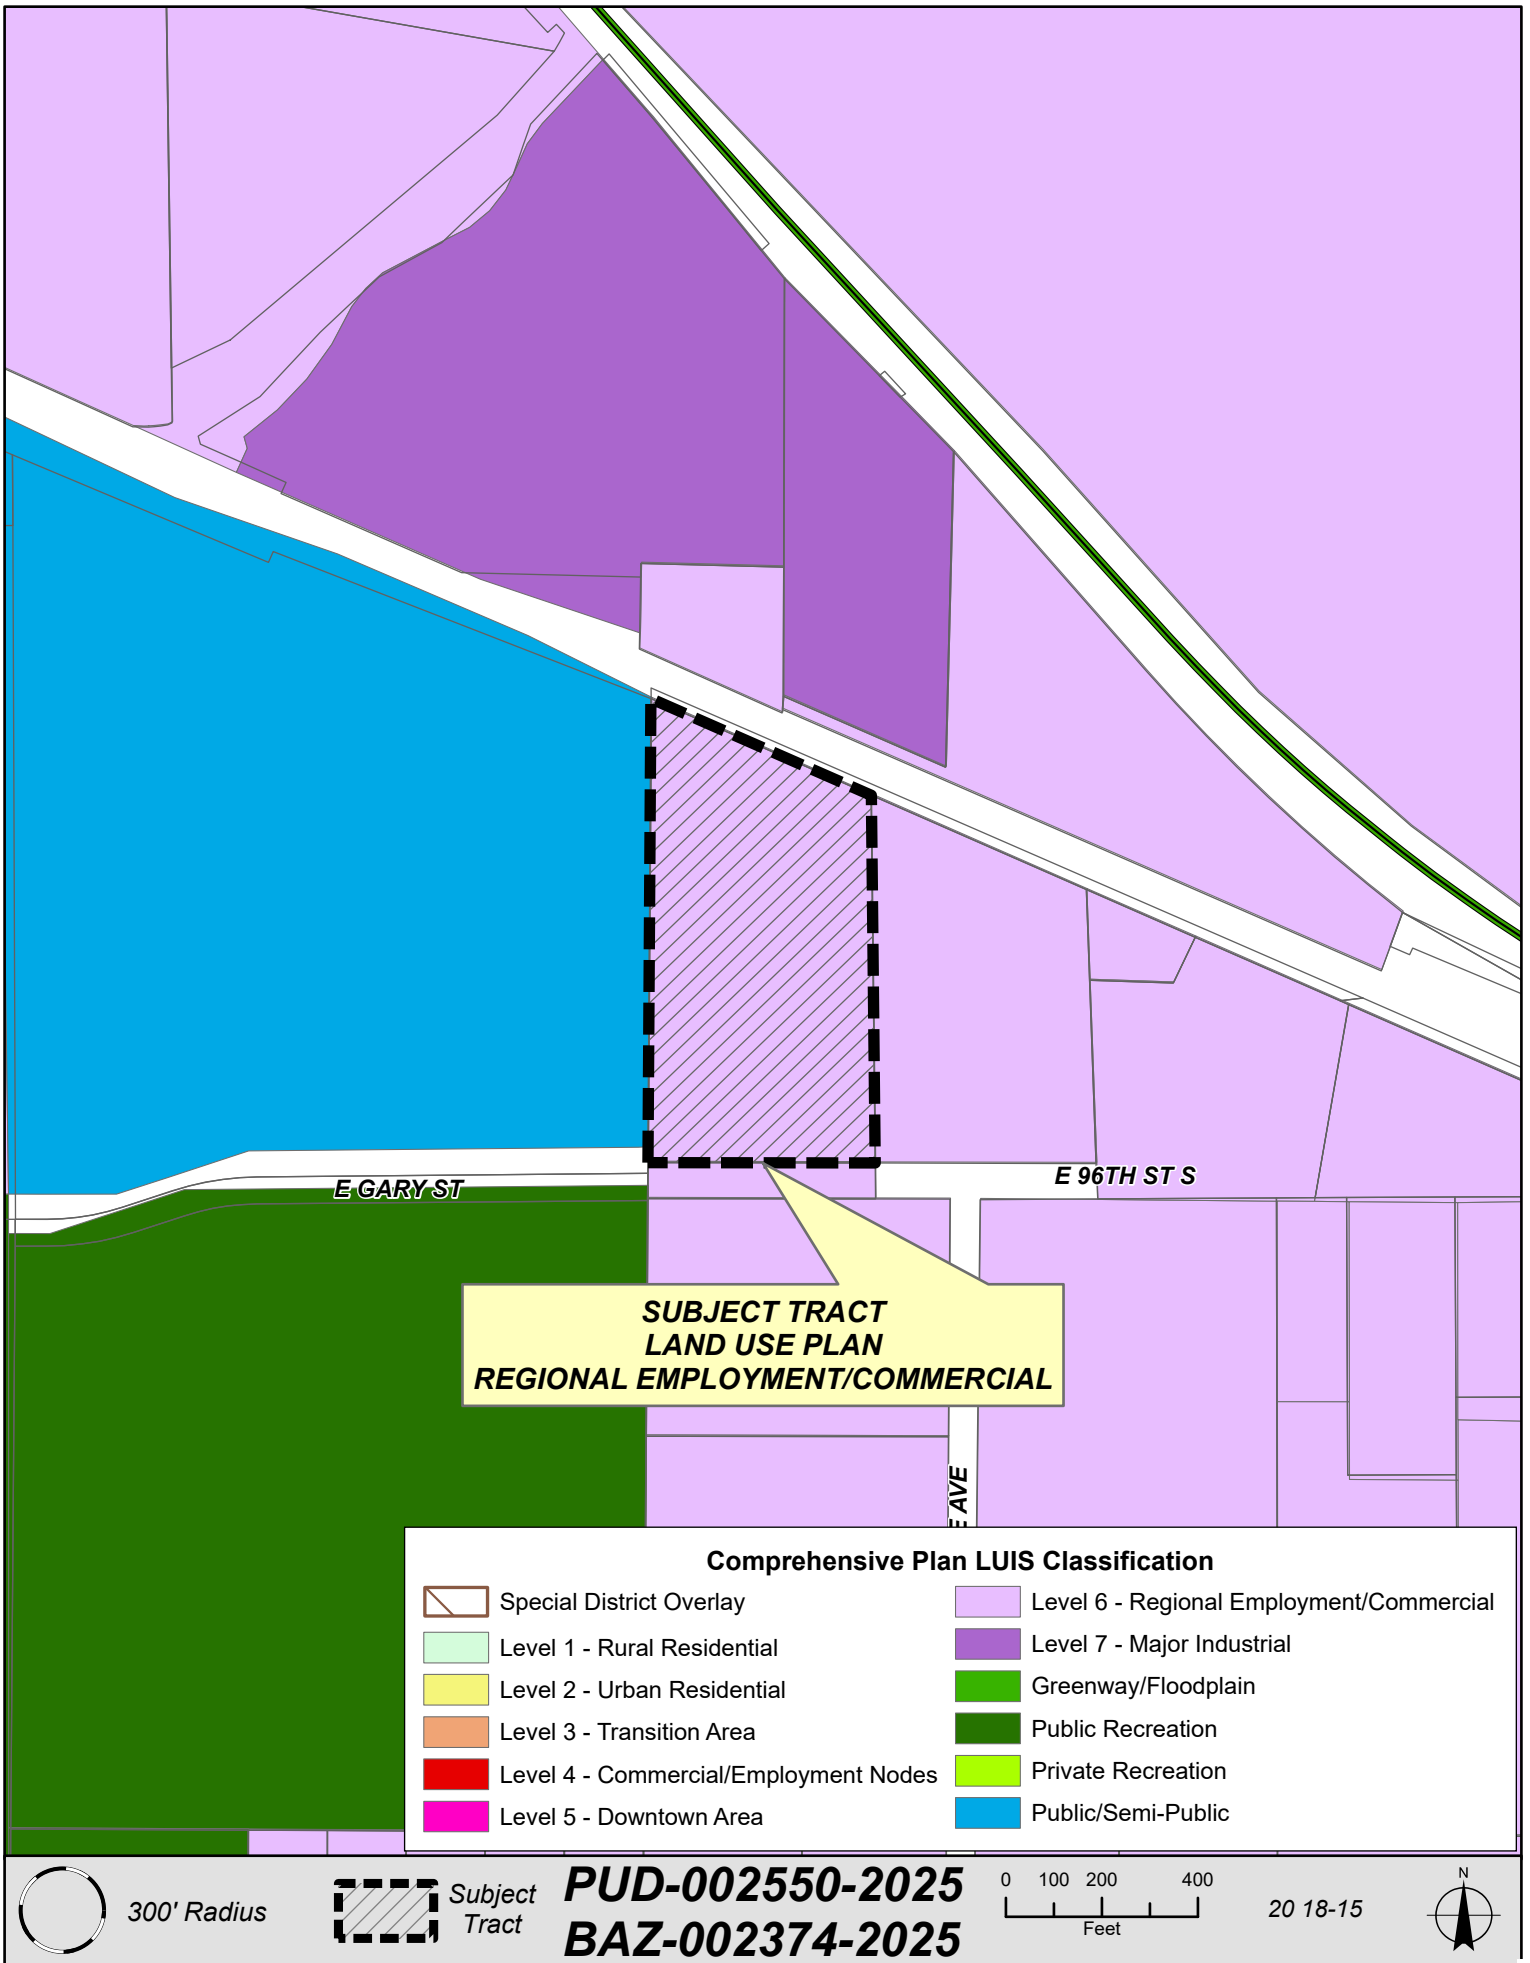 E GARY ST
E 96TH ST S
SUBJECT TRACT
LAND USE PLAN
REGIONAL EMPLOYMENT/COMMERCIAL
AVE
Comprehensive Plan LUIS Classification
Special District Overlay
Level 1 - Rural Residential
Level 2 - Urban Residential
Level 3 - Transition Area
Level 4 - Commercial/Employment Nodes
Level 5 - Downtown Area
Level 6 - Regional Employment/Commercial
Level 7 - Major Industrial
Greenway/Floodplain
Public Recreation
Private Recreation
Public/Semi-Public
300' Radius
Subject
Tract
PUD-002550-2025
BAZ-002374-2025
0 100 200 400
Feet
20 18-15
N